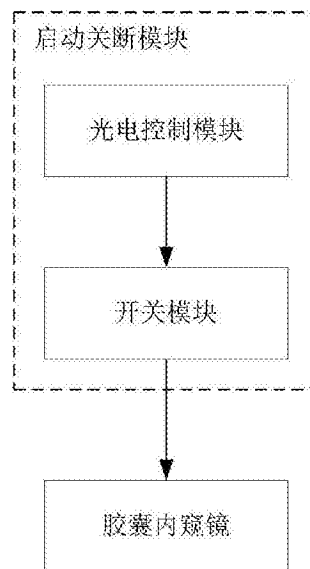 启动关断模块
光电控制模块
开关模块
胶囊内窥镜